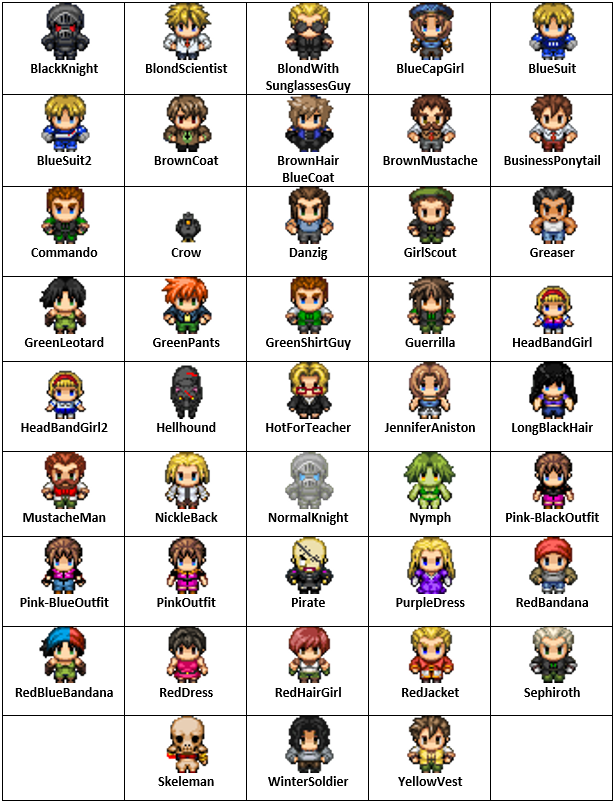 BlackKnight
BlondScientist
BlondWith
SunglassesGuy
BlueCapGirl
BlueSuit
BlueSuit2
BrownCoat
BrownHair
BlueCoat
BrownMustache
BusinessPonytail
Commando
Crow
Danzig
GirlScout
Greaser
GreenLeotard
GreenPants
GreenShirtGuy
Guerrilla
HeadBandGirl
HeadBandGirl2
Hellhound
HotForTeacher
JenniferAniston
LongBlackHair
MustacheMan
NickleBack
NormalKnight
Nymph
Pink-BlackOutfit
Pink-BlueOutfit
PinkOutfit
Pirate
PurpleDress
RedBandana
RedBlueBandana
RedDress
RedHairGirl
RedJacket
Sephiroth
Skeleman
WinterSoldier
YellowVest